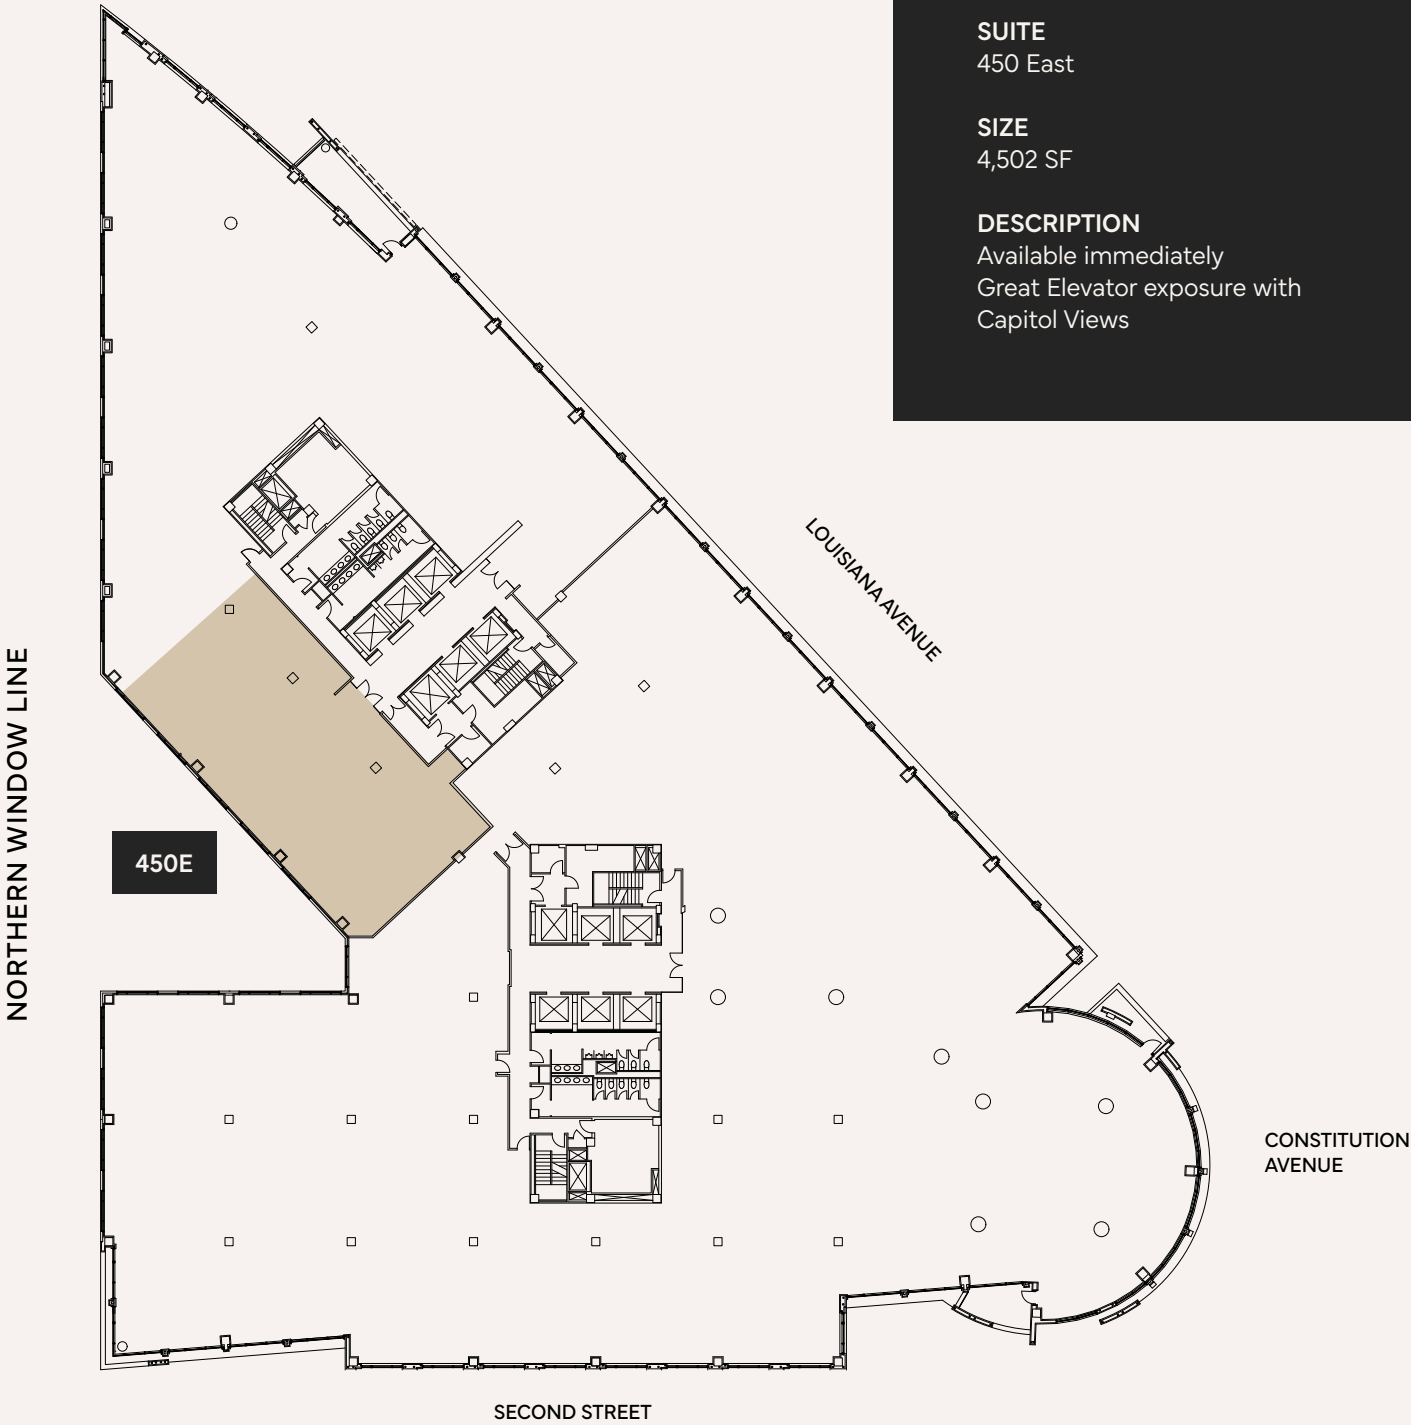 SUITE
450 East
SIZE
4,502 SF
DESCRIPTION
Available immediately
Great Elevator exposure with
Capitol Views
LOUISIANA AVENUE
NORTHERN WINDOW LINE
450E
CONSTITUTION
AVENUE
SECOND STREET